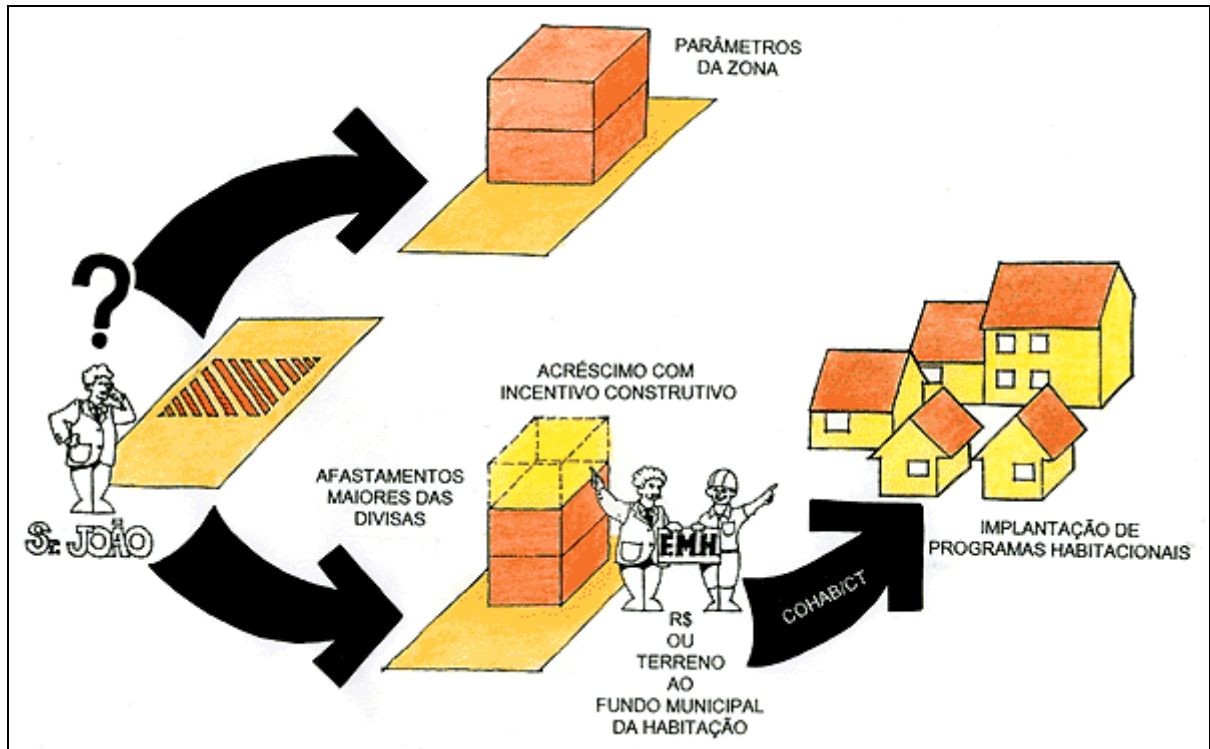 PARÂMETROS
DA ZONA
?
Sr. JOÃO
ACRÉSCIMO COM
INCENTIVO CONSTRUTIVO
AFASTAMENTOS
MAIORES DAS
DIVISAS
FMH
R$
OU
TERRENO
AO
FUNDO MUNICIPAL
DA HABITAÇÃO
COHAB/CT
IMPLANTAÇÃO DE
PROGRAMAS HABITACIONAIS